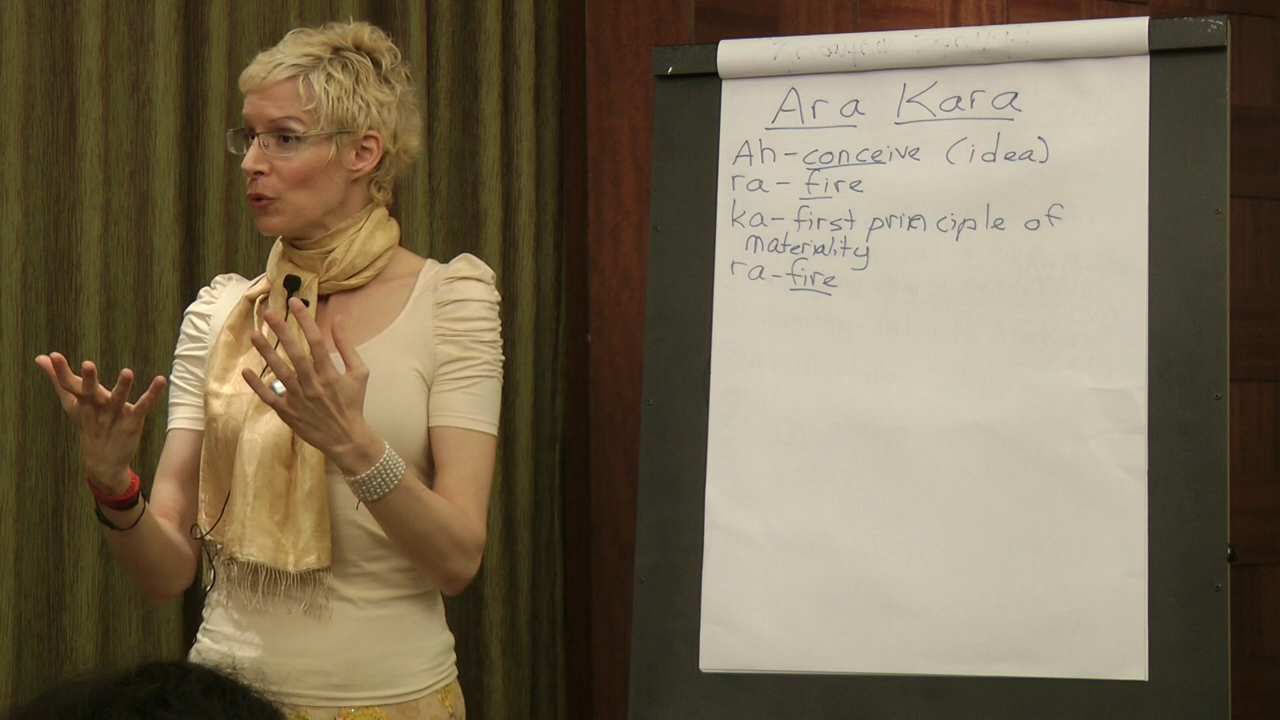 Ara Kara
Ah-conceive (idea)
ra-fire
ka-first principle of
materiality
ra-fire